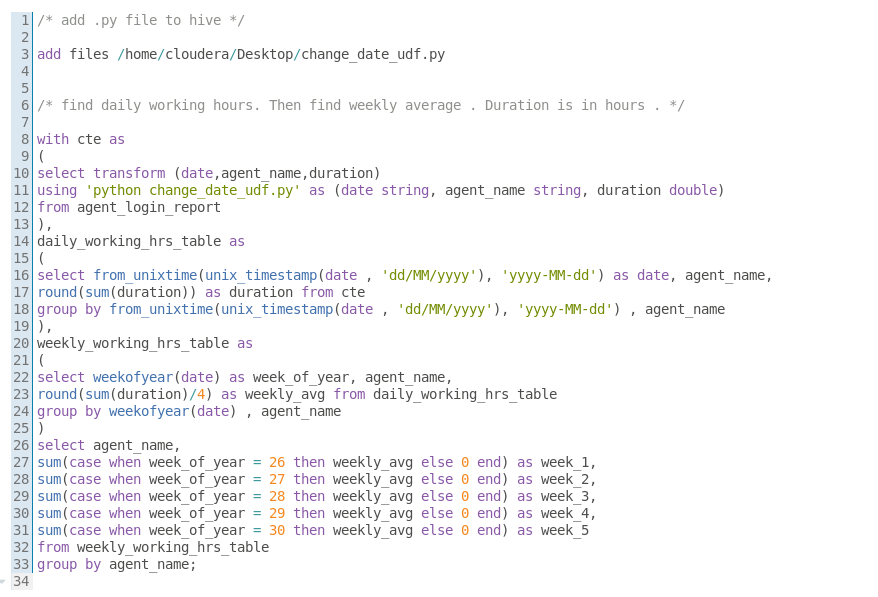 1 /* add .py file to hive */
2
3 add files /home/cloudera/Desktop/change_date_udf.py
4
5
6 /* find daily working hours. Then find weekly average . Duration is in hours . */
7
8 with cte as
9 (
10 select transform (date,agent_name,duration)
11 using 'python change_date_udf.py' as (date string, agent_name string, duration double)
12 from agent_login_report
13 ),
14 daily_working_hrs_table as
15 (
16 select from_unixtime(unix_timestamp(date , 'dd/MM/yyyy'), 'yyyy-MM-dd') as date, agent_name,
17 round(sum(duration)) as duration from cte
18 group by from_unixtime(unix_timestamp(date , 'dd/MM/yyyy'), 'yyyy-MM-dd') , agent_name
19 ),
20 weekly_working_hrs_table as
21 (
22 select weekofyear(date) as week_of_year, agent_name,
23 round(sum(duration)/4) as weekly_avg from daily_working_hrs_table
24 group by weekofyear(date) , agent_name
25 )
26 select agent_name,
27 sum(case when week_of_year = 26 then weekly_avg else 0 end) as week_1,
28 sum(case when week_of_year = 27 then weekly_avg else 0 end) as week_2,
29 sum(case when week_of_year = 28 then weekly_avg else 0 end) as week_3,
30 sum(case when week_of_year = 29 then weekly_avg else 0 end) as week_4,
31 sum(case when week_of_year = 30 then weekly_avg else 0 end) as week_5
32 from weekly_working_hrs_table
33 group by agent_name;
34